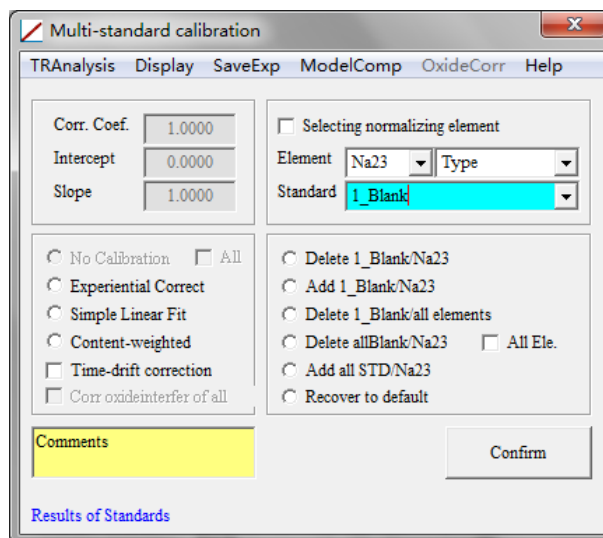 Multi-standard calibration
TRAnalysis Display SaveExp ModelComp OxideCorr Help
Corr. Coef. 1.0000
Intercept 0.0000
Slope 1.0000
Selecting normalizing element
Element Na23 Type
Standard 1_Blank
No Calibration All
Experiential Correct
Simple Linear Fit
Content-weighted
Time-drift correction
Corr oxideinterfer of all
Delete 1_Blank/Na23
Add 1_Blank/Na23
Delete 1_Blank/all elements
Delete allBlank/Na23 All Ele.
Add all STD/Na23
Recover to default
Comments
Confirm
Results of Standards